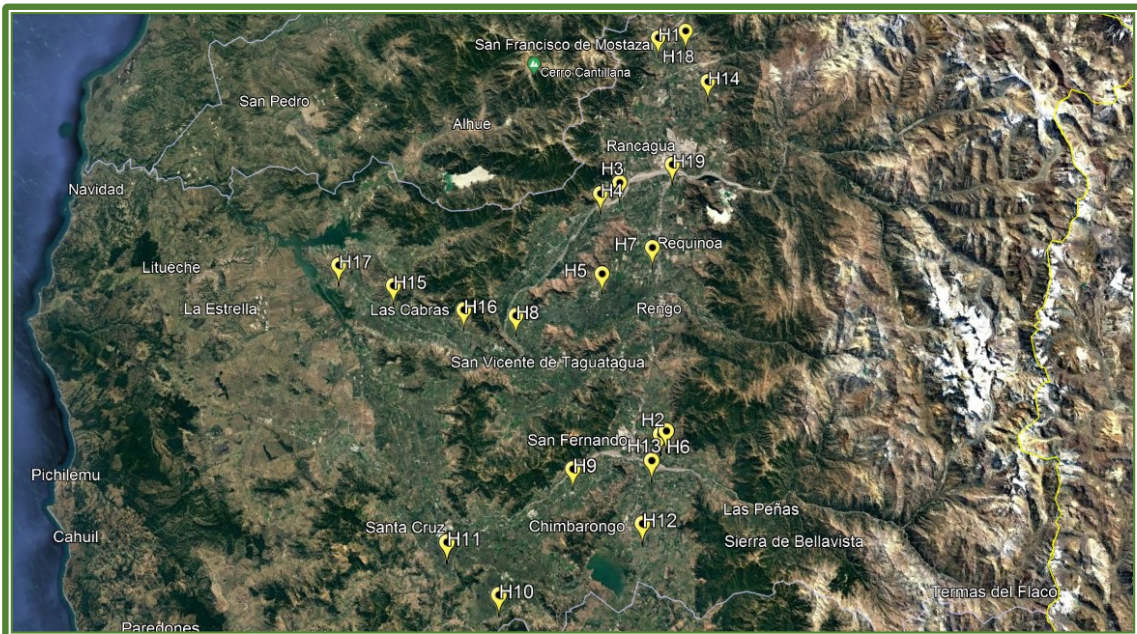 San Francisco de Mostazal
H1
H18
Cerro Cantillana
H14
San Pedro
Alhue
Rancagua
H19
H3
H4
Navidad
H7
Requinoa
H17
Litueche
H5
H15
La Estrella
Las Cabras
H16
H8
Rengo
San Vicente de Taguatagua
H2
San Fernando
H13
H6
Pichilemu
H9
Las Peñas
Santa Cruz
Chimbarongo
H12
Cahuil
H11
Sierra de Bellavista
H10
Termas del Flaco
Paredones